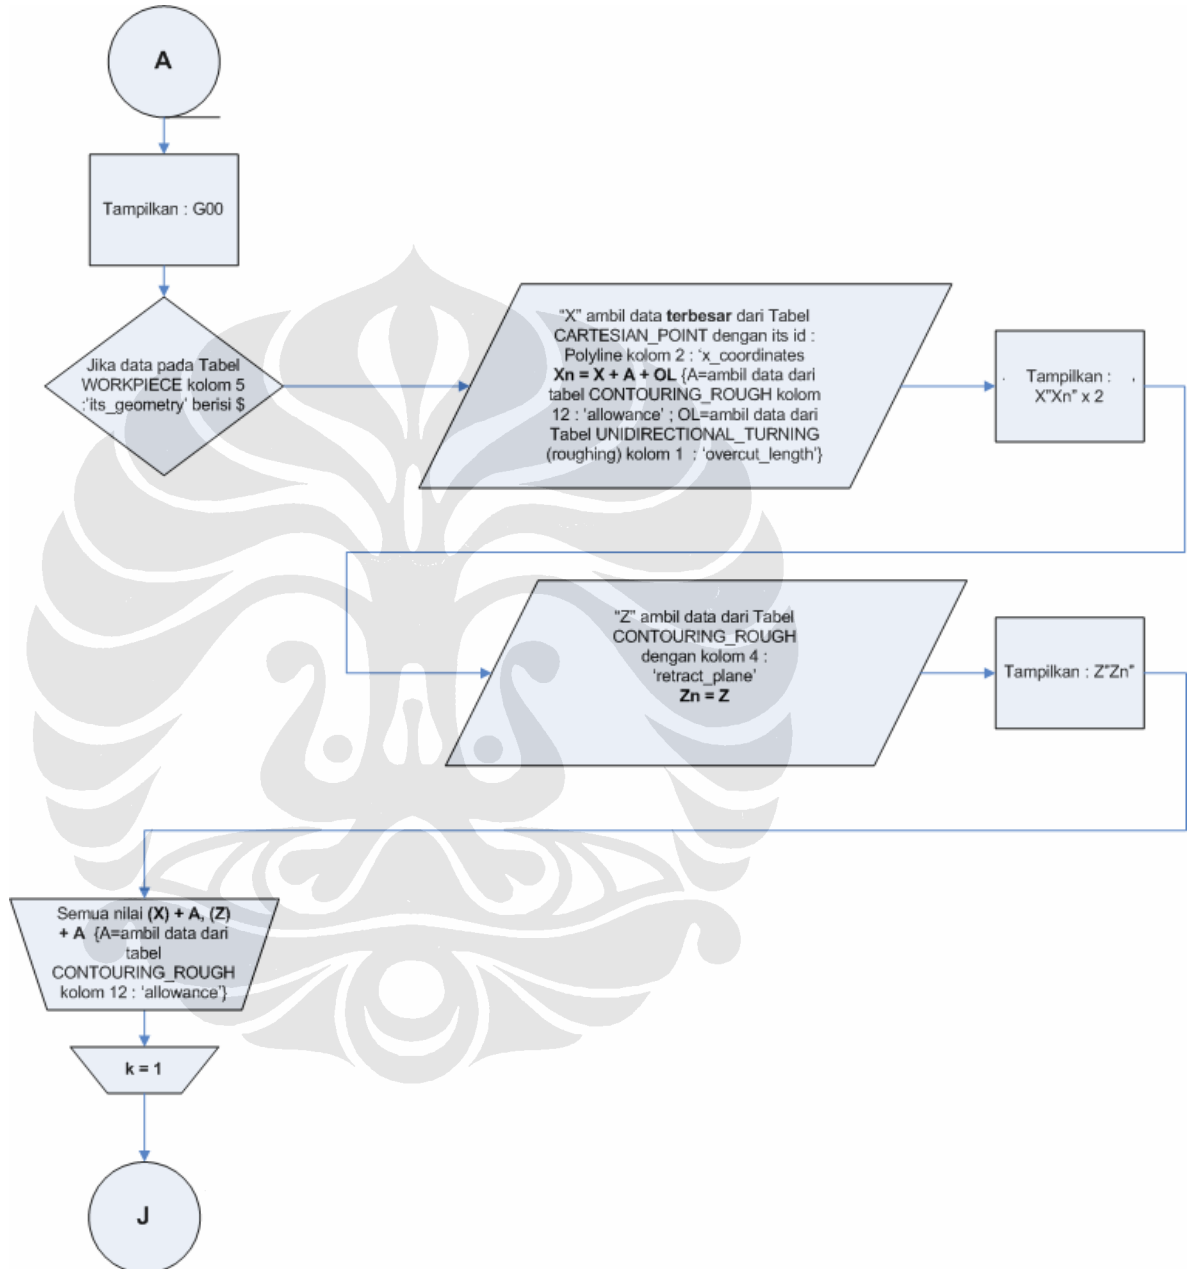 A
Tampilkan : G00
Jika data pada Tabel
WORKPIECE kolom 5
:'its_geometry' berisi $
“X” ambil data terbesar dari Tabel
CARTESIAN_POINT dengan its id :
Polyline kolom 2 : ‘x_coordinates
Xn = X + A + OL {A=ambil data dari
tabel CONTOURING_ROUGH kolom
12 : ‘allowance’ ; OL=ambil data dari
Tabel UNIDIRECTIONAL_TURNING
(roughing) kolom 1 : ‘overcut_length’}
Tampilkan :
X”Xn” x 2
“Z” ambil data dari Tabel
CONTOURING_ROUGH
dengan kolom 4 :
‘retract_plane’
Zn = Z
Tampilkan : Z”Zn”
Semua nilai (X) + A, (Z)
+ A {A=ambil data dari
tabel
CONTOURING_ROUGH
kolom 12 : ‘allowance’}
k = 1
J